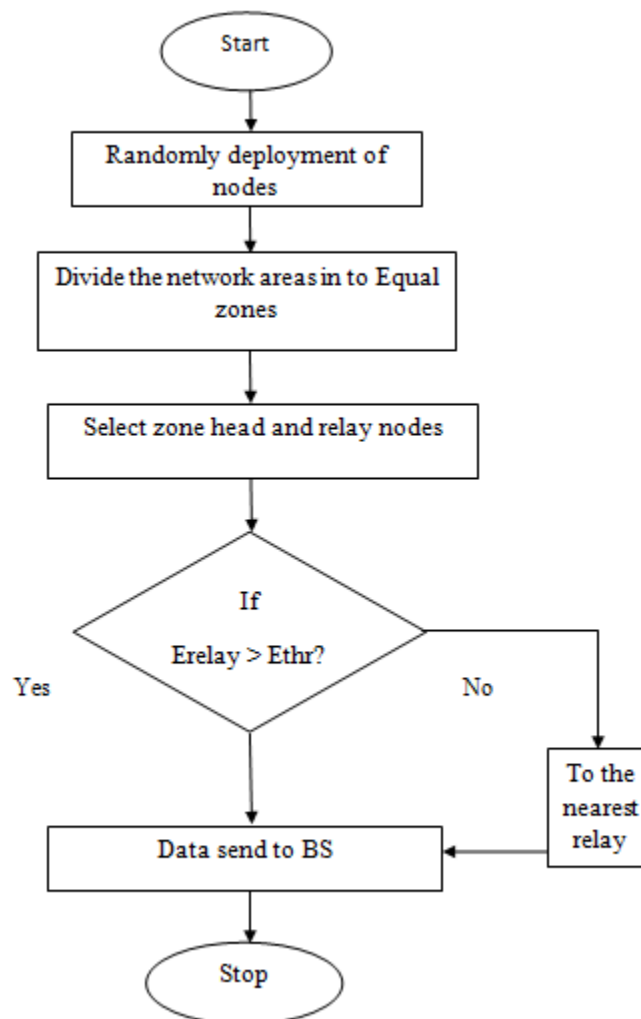 Start
Randomly deployment of
nodes
Divide the network areas in to Equal
zones
Select zone head and relay nodes
If
Erelay > Ethr?
Yes
No
To the
nearest
relay
Data send to BS
Stop